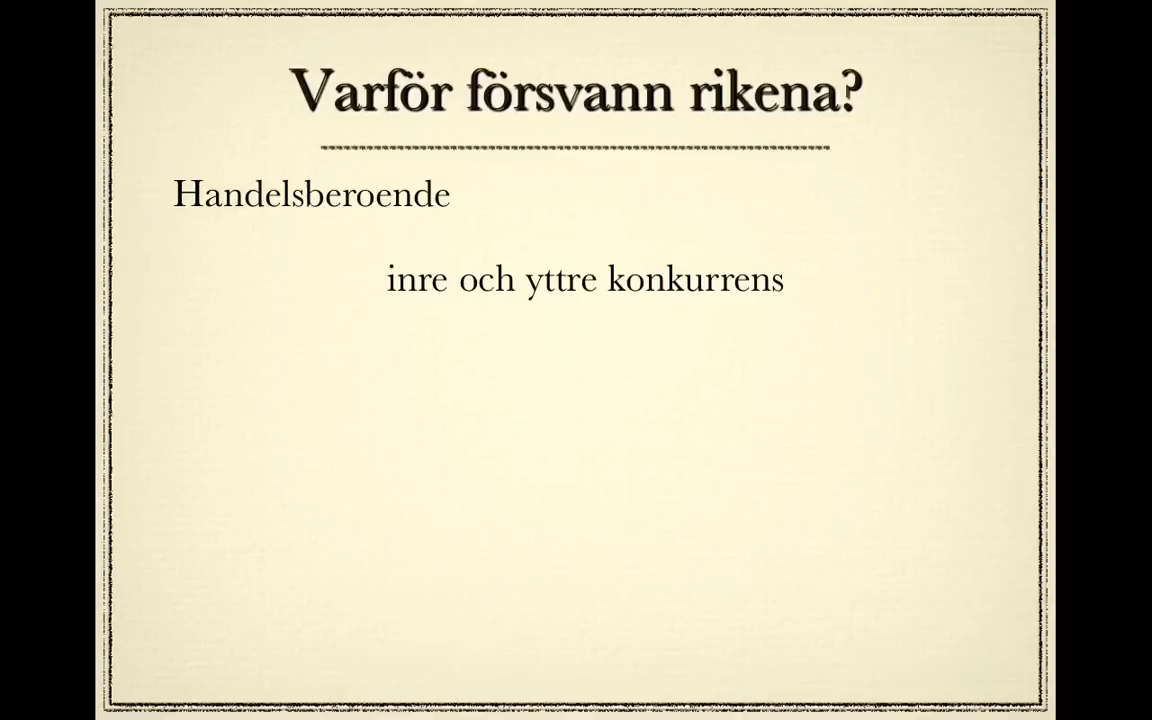 Varför försvann rikena?
Handelsberoende
inre och yttre konkurrens